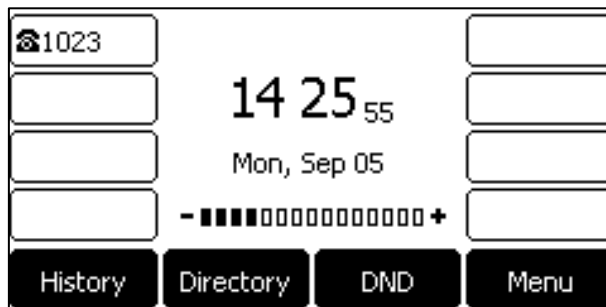 ☎1023
14 25 55
Mon, Sep 05
- +
History Directory DND Menu